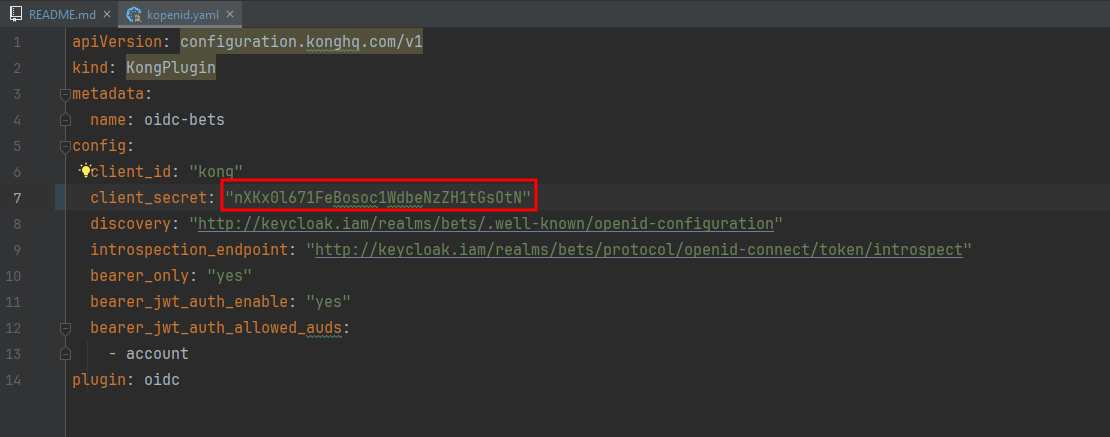 README.md kopenid.yaml
1 apiVersion: configuration.konghq.com/v1
2 kind: KongPlugin
3 metadata:
4 name: oidc-bets
5 config:
6 client_id: "kong"
7 client_secret: "nXKxOl671FeBosoc1WdbeNzZH1tGsOtN"
8 discovery: "http://keycloak.iam/realms/bets/.well-known/openid-configuration"
9 introspection_endpoint: "http://keycloak.iam/realms/bets/protocol/openid-connect/token/introspect"
10 bearer_only: "yes"
11 bearer_jwt_auth_enable: "yes"
12 bearer_jwt_auth_allowed_auds:
13 - account
14 plugin: oidc